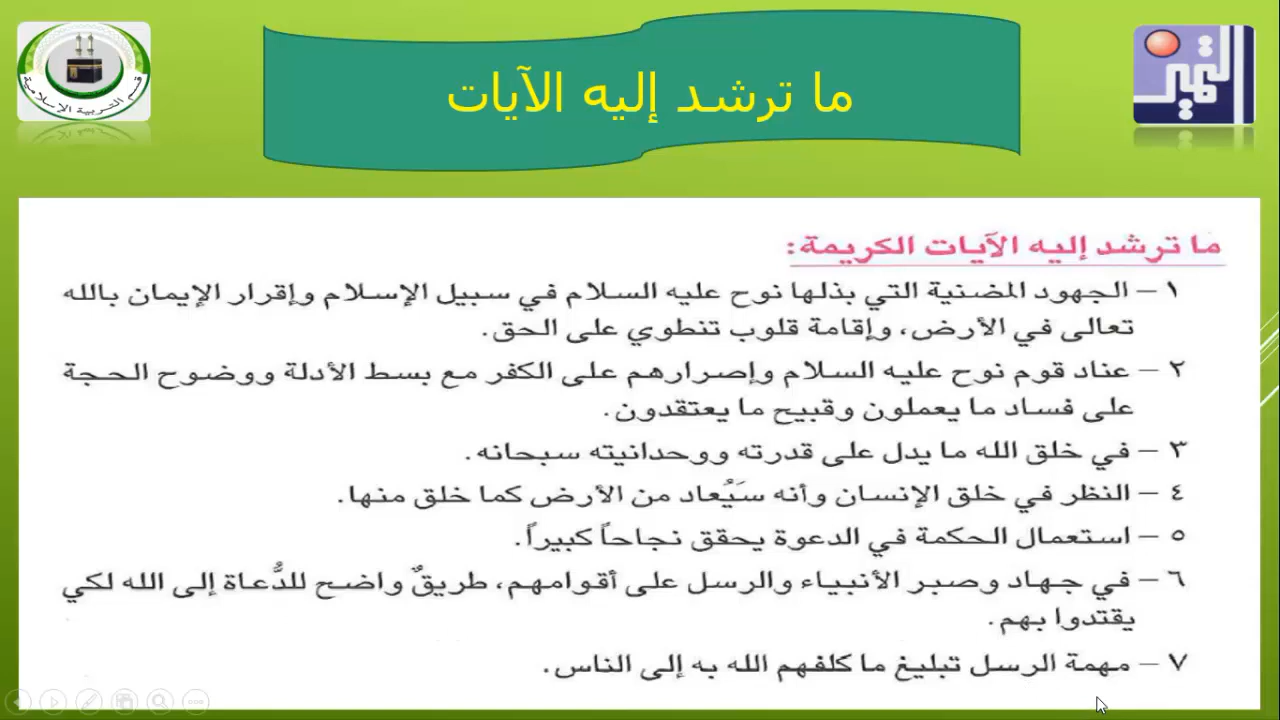 ما ترشد إليه الآيات
التميز
قسم التربية الإسلامية
ما ترشد إليه الآيات الكريمة:
١ – الجهود المضنية التي بذلها نوح عليه السلام في سبيل الإسلام وإقرار الإيمان بالله
تعالى في الأرض، وإقامة قلوب تنطوي على الحق.
٢ – عناد قوم نوح عليه السلام وإصرارهم على الكفر مع بسط الأدلة ووضوح الحجة
على فساد ما يعملون وقبيح ما يعتقدون.
٣ – في خلق الله ما يدل على قدرته ووحدانيته سبحانه.
٤ – النظر في خلق الإنسان وأنه سَيُعاد من الأرض كما خلق منها.
٥ – استعمال الحكمة في الدعوة يحقق نجاحاً كبيراً.
٦ – في جهاد وصبر الأنبياء والرسل على أقوامهم، طريقٌ واضح للدُّعاة إلى الله لكي
يقتدوا بهم.
٧ – مهمة الرسل تبليغ ما كلفهم الله به إلى الناس.